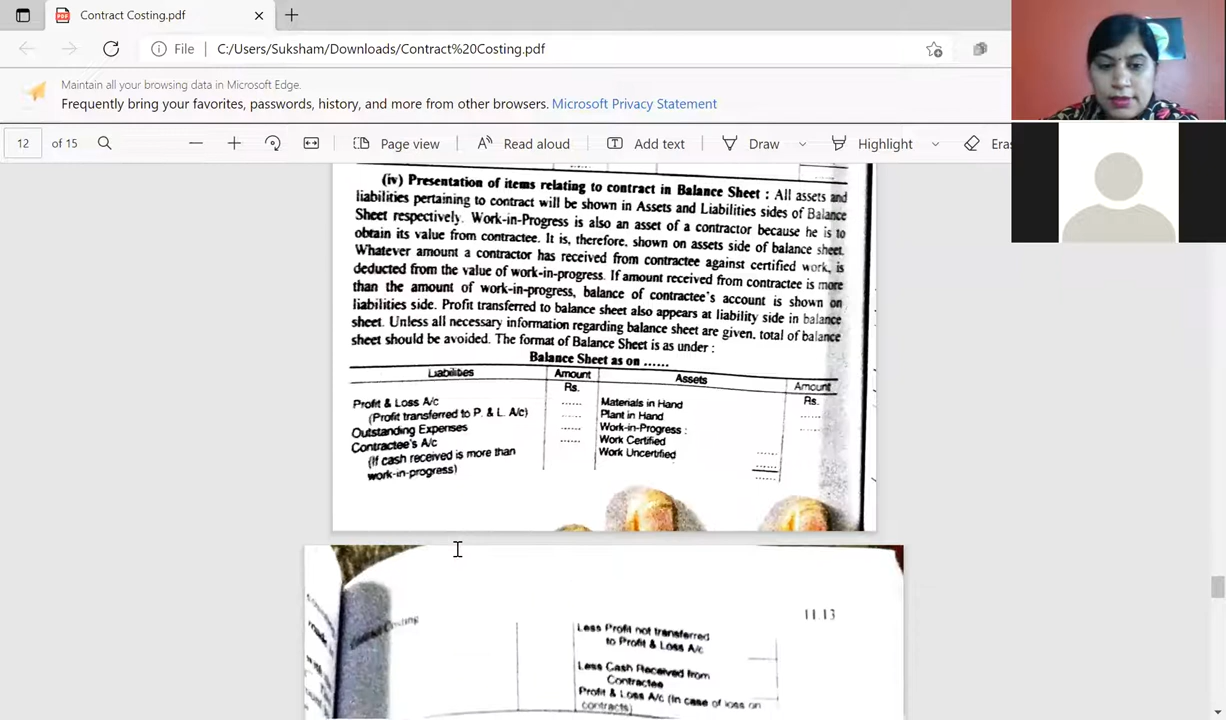 Contract Costing.pdf
File C:/Users/Suksham/Downloads/Contract%20Costing.pdf
Maintain all your browsing data in Microsoft Edge.
Frequently bring your favorites, passwords, history, and more from other browsers. Microsoft Privacy Statement
12 of 15 Page view Read aloud Add text Draw Highlight Eras
(iv) Presentation of items relating to contract in Balance Sheet : All assets and
liabilities pertaining to contract will be shown in Assets and Liabilities sides of Balance
Sheet respectively. Work-in-Progress is also an asset of a contractor because he is to
obtain its value from contractee. It is, therefore, shown on assets side of balance sheet.
Whatever amount a contractor has received from contractee against certified work, is
deducted from the value of work-in-progress. If amount received from contractee is more
than the amount of work-in-progress, balance of contractee's account is shown on
liabilities side. Profit transferred to balance sheet also appears at liability side in balance
sheet. Unless all necessary information regarding balance sheet are given, total of balance
sheet should be avoided. The format of Balance Sheet is as under :
Balance Sheet as on ......
Liabilities Amount Assets Amount
Rs. Rs.
Profit & Loss A/c ...... Materials in Hand ......
(Profit transferred to P. & L. A/c) ...... Plant in Hand ......
Outstanding Expenses ...... Work-in-Progress :
Contractee's A/c Work Certified ......
(If cash received is more than Work Uncertified ......
work-in-progress) ......
Costing 11.13
Less Profit not transferred
to Profit & Loss A/c
Less Cash Received from
Contractee
Profit & Loss A/c (In case of loss on
contracts)